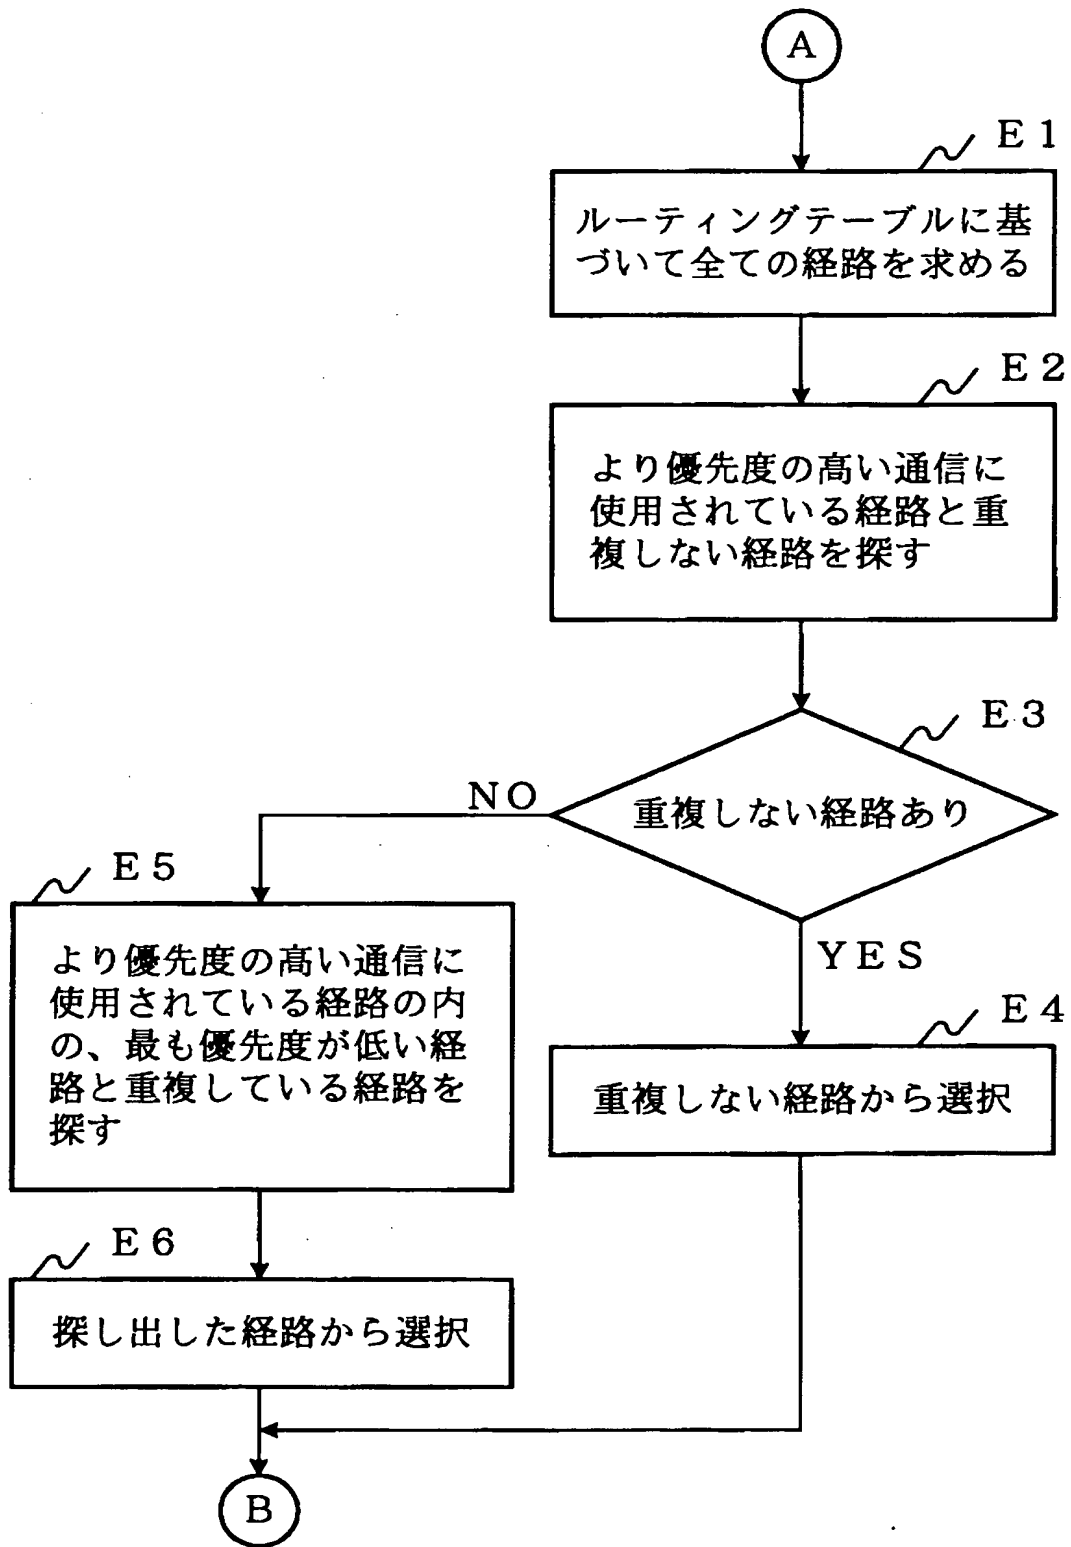 A
E1
ルーティングテーブルに基
づいて全ての経路を求める
E2
より優先度の高い通信に
使用されている経路と重
複しない経路を探す
E3
重複しない経路あり
NO
YES
E5
より優先度の高い通信に
使用されている経路の内
の、最も優先度が低い経
路と重複している経路を
探す
E4
重複しない経路から選択
E6
探し出した経路から選択
B